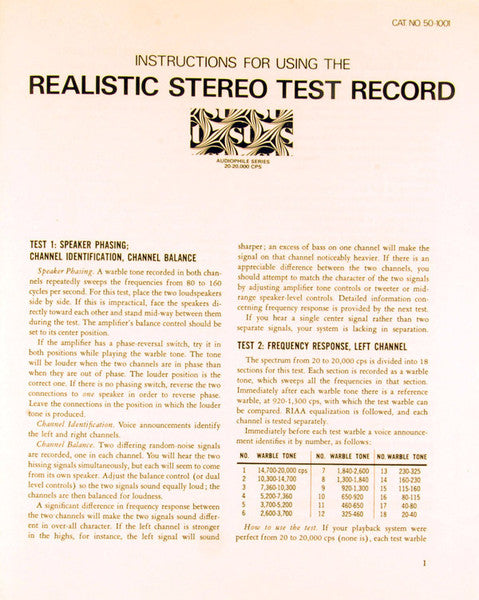 CAT. NO. 50-1001
INSTRUCTIONS FOR USING THE
REALISTIC STEREO TEST RECORD
AUDIOPHILE SERIES
20-20,000 CPS
TEST 1: SPEAKER PHASING;
CHANNEL IDENTIFICATION, CHANNEL BALANCE
Speaker Phasing. A warble tone recorded in both chan-
nels repeatedly sweeps the frequencies from 80 to 160
cycles per second. For this test, place the two loudspeakers
side by side. If this is impractical, face the speakers di-
rectly toward each other and stand mid-way between them
during the test. The amplifier's balance control should be
set to its center position.
If the amplifier has a phase-reversal switch, try it in
both positions while playing the warble tone. The tone
will be louder when the two channels are in phase than
when they are out of phase. The louder position is the
correct one. If there is no phasing switch, reverse the two
connections to one speaker in order to reverse phase.
Leave the connections in the position in which the louder
tone is produced.
Channel Identification. Voice announcements identify
the left and right channels.
Channel Balance. Two differing random-noise signals
are recorded, one in each channel. You will hear the two
hissing signals simultaneously, but each will seem to come
from its own speaker. Adjust the balance control (or dual
level controls) so the two signals sound equally loud; the
channels are then balanced for loudness.
A significant difference in frequency response between
the two channels will make the two signals sound differ-
ent in over-all character. If the left channel is stronger
in the highs, for instance, the left signal will sound
sharper; an excess of bass on one channel will make the
signal on that channel noticeably heavier. If there is an
appreciable difference between the two channels, you
should attempt to match the character of the two signals
by adjusting amplifier tone controls or tweeter or mid-
range speaker-level controls. Detailed information con-
cerning frequency response is provided by the next test.
If you hear a single center signal rather than two
separate signals, your system is lacking in separation.
TEST 2: FREQUENCY RESPONSE, LEFT CHANNEL
The spectrum from 20 to 20,000 cps is divided into 18
sections for this test. Each section is recorded as a warble
tone, which sweeps all the frequencies in that section.
Immediately after each warble tone there is a reference
warble, at 920-1,300 cps, with which the test warble can
be compared. RIAA equalization is followed, and each
channel is tested separately.
Immediately before each test warble a voice announce-
ment identifies it by number, as follows:
NO. WARBLE TONE NO. WARBLE TONE NO. WARBLE TONE
1 14,700-20,000 cps 7 1,840-2,600 13 230-325
2 10,300-14,700 8 1,300-1,840 14 160-230
3 7,360-10,300 9 920-1,300 15 115-160
4 5,200-7,360 10 650-920 16 80-115
5 3,700-5,200 11 460-650 17 40-80
6 2,600-3,700 12 325-460 18 20-40
How to use the test. If your playback system were
perfect from 20 to 20,000 cps (none is), each test warble
1